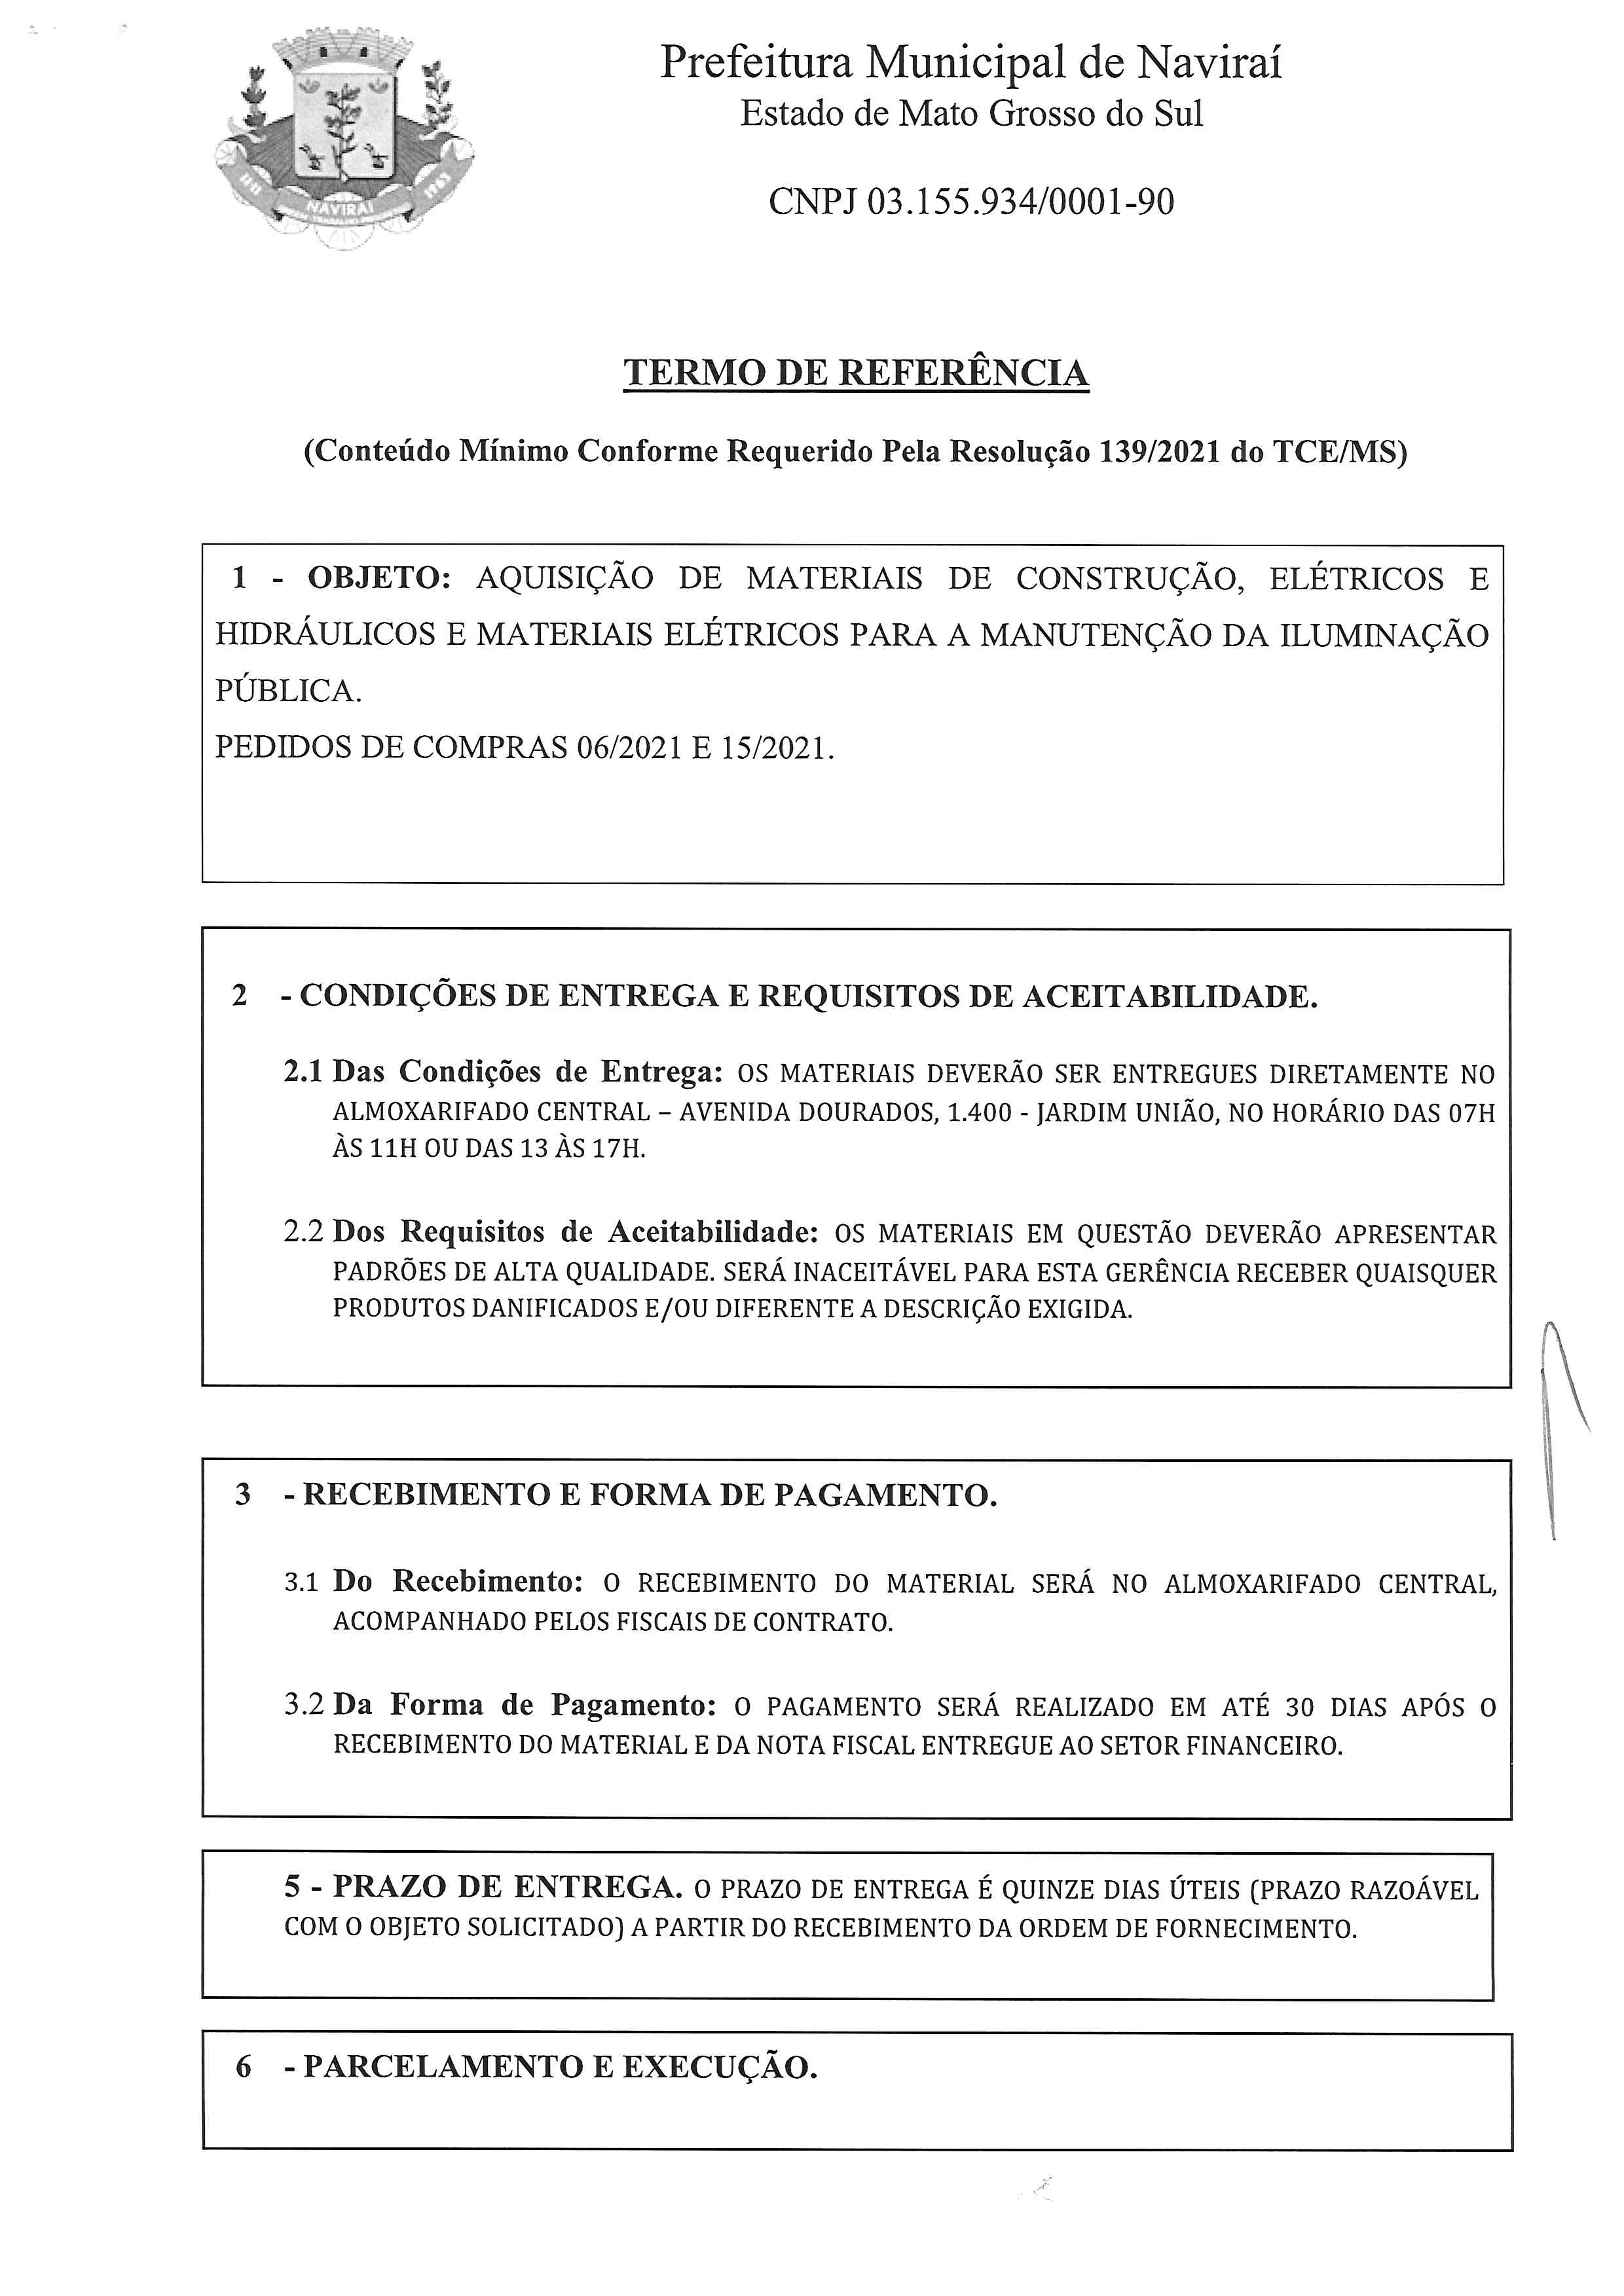 Prefeitura Municipal de Naviraí
Estado de Mato Grosso do Sul
CNPJ 03.155.934/0001-90
NAVIRAÍ
1963
TERMO DE REFERÊNCIA
(Conteúdo Mínimo Conforme Requerido Pela Resolução 139/2021 do TCE/MS)
1 - OBJETO: AQUISIÇÃO DE MATERIAIS DE CONSTRUÇÃO, ELÉTRICOS E
HIDRÁULICOS E MATERIAIS ELÉTRICOS PARA A MANUTENÇÃO DA ILUMINAÇÃO
PÚBLICA.
PEDIDOS DE COMPRAS 06/2021 E 15/2021.
2 - CONDIÇÕES DE ENTREGA E REQUISITOS DE ACEITABILIDADE.
2.1 Das Condições de Entrega: OS MATERIAIS DEVERÃO SER ENTREGUES DIRETAMENTE NO
ALMOXARIFADO CENTRAL – AVENIDA DOURADOS, 1.400 - JARDIM UNIÃO, NO HORÁRIO DAS 07H
ÀS 11H OU DAS 13 ÀS 17H.
2.2 Dos Requisitos de Aceitabilidade: OS MATERIAIS EM QUESTÃO DEVERÃO APRESENTAR
PADRÕES DE ALTA QUALIDADE. SERÁ INACEITÁVEL PARA ESTA GERÊNCIA RECEBER QUAISQUER
PRODUTOS DANIFICADOS E/OU DIFERENTE A DESCRIÇÃO EXIGIDA.
3 - RECEBIMENTO E FORMA DE PAGAMENTO.
3.1 Do Recebimento: O RECEBIMENTO DO MATERIAL SERÁ NO ALMOXARIFADO CENTRAL,
ACOMPANHADO PELOS FISCAIS DE CONTRATO.
3.2 Da Forma de Pagamento: O PAGAMENTO SERÁ REALIZADO EM ATÉ 30 DIAS APÓS O
RECEBIMENTO DO MATERIAL E DA NOTA FISCAL ENTREGUE AO SETOR FINANCEIRO.
5 - PRAZO DE ENTREGA. O PRAZO DE ENTREGA É QUINZE DIAS ÚTEIS (PRAZO RAZOÁVEL
COM O OBJETO SOLICITADO) A PARTIR DO RECEBIMENTO DA ORDEM DE FORNECIMENTO.
6 - PARCELAMENTO E EXECUÇÃO.